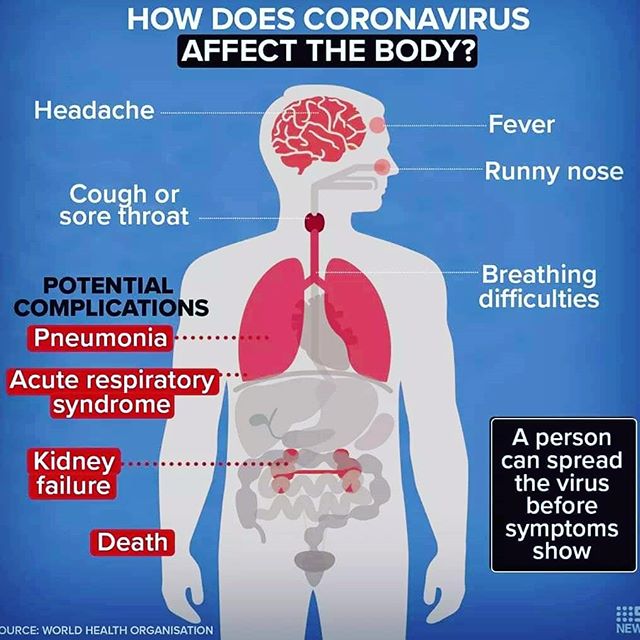 HOW DOES CORONAVIRUS
AFFECT THE BODY?
Headache
Fever
Runny nose
Cough or
sore throat
Breathing
difficulties
POTENTIAL
COMPLICATIONS
Pneumonia
Acute respiratory
syndrome
Kidney
failure
Death
A person
can spread
the virus
before
symptoms
show
OURCE: WORLD HEALTH ORGANISATION
NEW